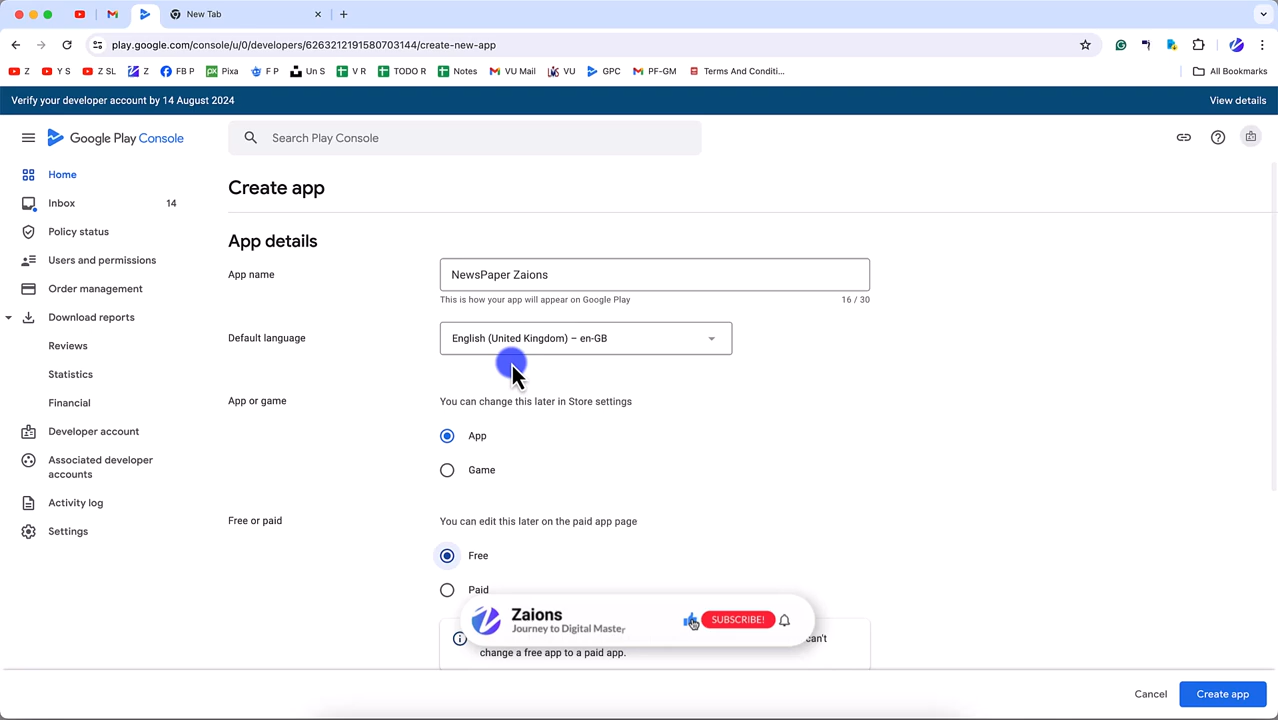 New Tab
play.google.com/console/u/0/developers/6263212191580703144/create-new-app
Z
Y S
Z SL
Z
FB P
Pixa
F P
Un S
V R
TODO R
Notes
VU Mail
VU
GPC
PF-GM
Terms And Conditi...
All Bookmarks
Verify your developer account by 14 August 2024
View details
Google Play Console
Search Play Console
Home
Inbox 14
Policy status
Users and permissions
Order management
Download reports
Reviews
Statistics
Financial
Developer account
Associated developer
accounts
Activity log
Settings
Create app
App details
App name
NewsPaper Zaions
This is how your app will appear on Google Play 16 / 30
Default language
English (United Kingdom) – en-GB
App or game
You can change this later in Store settings
App
Game
Free or paid
You can edit this later on the paid app page
Free
Paid
Zaions
Journey to Digital Master
SUBSCRIBE!
can't
change a free app to a paid app.
Cancel
Create app